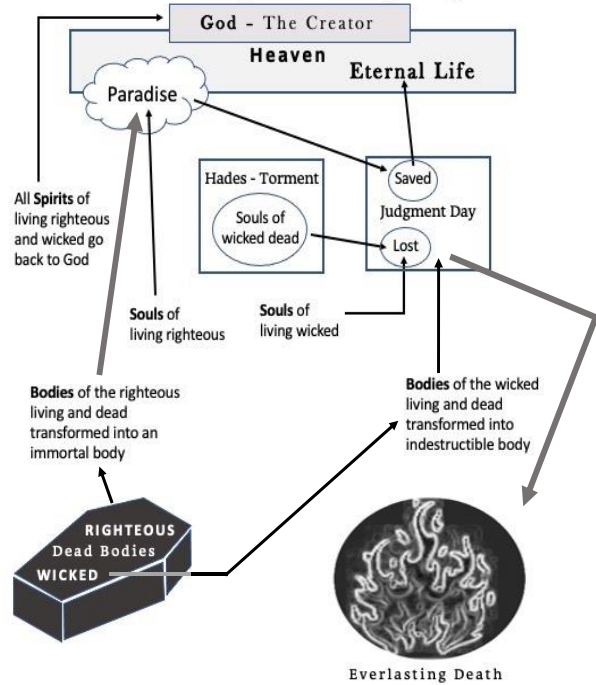 God – The Creator
Heaven
Eternal Life
Paradise
Hades - Torment
Souls of
wicked dead
Saved
Judgment Day
Lost
All Spirits of
living righteous
and wicked go
back to God
Souls of
living righteous
Souls of
living wicked
Bodies of the righteous
living and dead
transformed into an
immortal body
Bodies of the wicked
living and dead
transformed into
indestructible body
RIGHTEOUS
Dead Bodies
WICKED
Everlasting Death